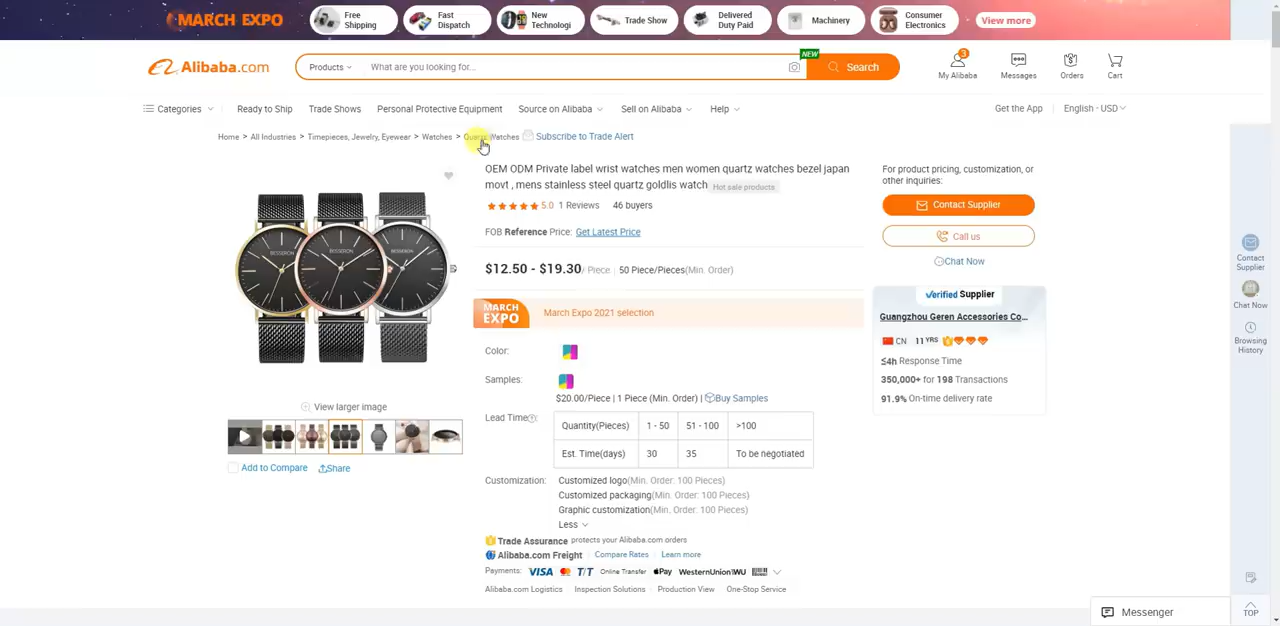 MARCH EXPO
Free
Shipping
Fast
Dispatch
New
Technologi
Trade Show
Delivered
Duty Paid
Machinery
Consumer
Electronics
View more
Alibaba.com
Products
What are you looking for...
NEW
Search
3
My Alibaba
Messages
Orders
Cart
Categories
Ready to Ship
Trade Shows
Personal Protective Equipment
Source on Alibaba
Sell on Alibaba
Help
Get the App
English - USD
Home > All Industries > Timepieces, Jewelry, Eyewear > Watches > Quartz Watches
Subscribe to Trade Alert
OEM ODM Private label wrist watches men women quartz watches bezel japan
movt , mens stainless steel quartz goldlis watch
Hot sale products
5.0 1 Reviews 46 buyers
FOB Reference Price: Get Latest Price
$12.50 - $19.30/ Piece | 50 Piece/Pieces(Min. Order)
MARCH
EXPO
March Expo 2021 selection
Color:
Samples:
$20.00/Piece | 1 Piece (Min. Order) | Buy Samples
Lead Time:
Quantity(Pieces) 1 - 50 51 - 100 >100
Est. Time(days) 30 35 To be negotiated
Customization:
Customized logo(Min. Order: 100 Pieces)
Customized packaging(Min. Order: 100 Pieces)
Graphic customization(Min. Order: 100 Pieces)
Less
Trade Assurance protects your Alibaba.com orders
Alibaba.com Freight Compare Rates Learn more
Payments: VISA T/T Online Transfer Pay WesternUnion WU
Alibaba.com Logistics Inspection Solutions Production View One-Stop Service
BESSERON
BESSERON
BESSERON
View larger image
Add to Compare
Share
For product pricing, customization, or
other inquiries:
Contact Supplier
Call us
Chat Now
Verified Supplier
Guangzhou Geren Accessories Co...
CN 11 YRS
≤4h Response Time
350,000+ for 198 Transactions
91.9% On-time delivery rate
Contact
Supplier
Chat Now
Browsing
History
TOP
Messenger